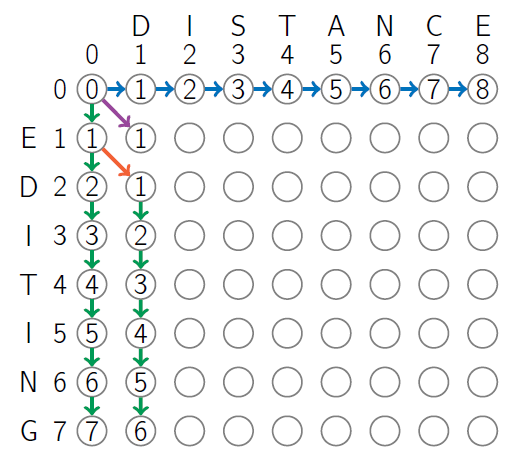 D I S T A N C E
0 1 2 3 4 5 6 7 8
0 0 1 2 3 4 5 6 7 8
E 1 1 1
D 2 2 1
I 3 3 2
T 4 4 3
I 5 5 4
N 6 6 5
G 7 7 6